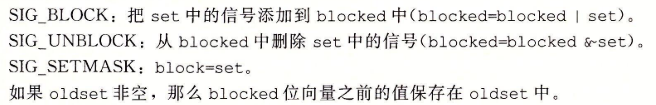 SIG_BLOCK：把 set 中的信号添加到 blocked 中(blocked=blocked | set)。
SIG_UNBLOCK：从 blocked 中删除 set 中的信号(blocked=blocked &~set)。
SIG_SETMASK：block=set。
如果 oldset 非空，那么 blocked 位向量之前的值保存在 oldset 中。